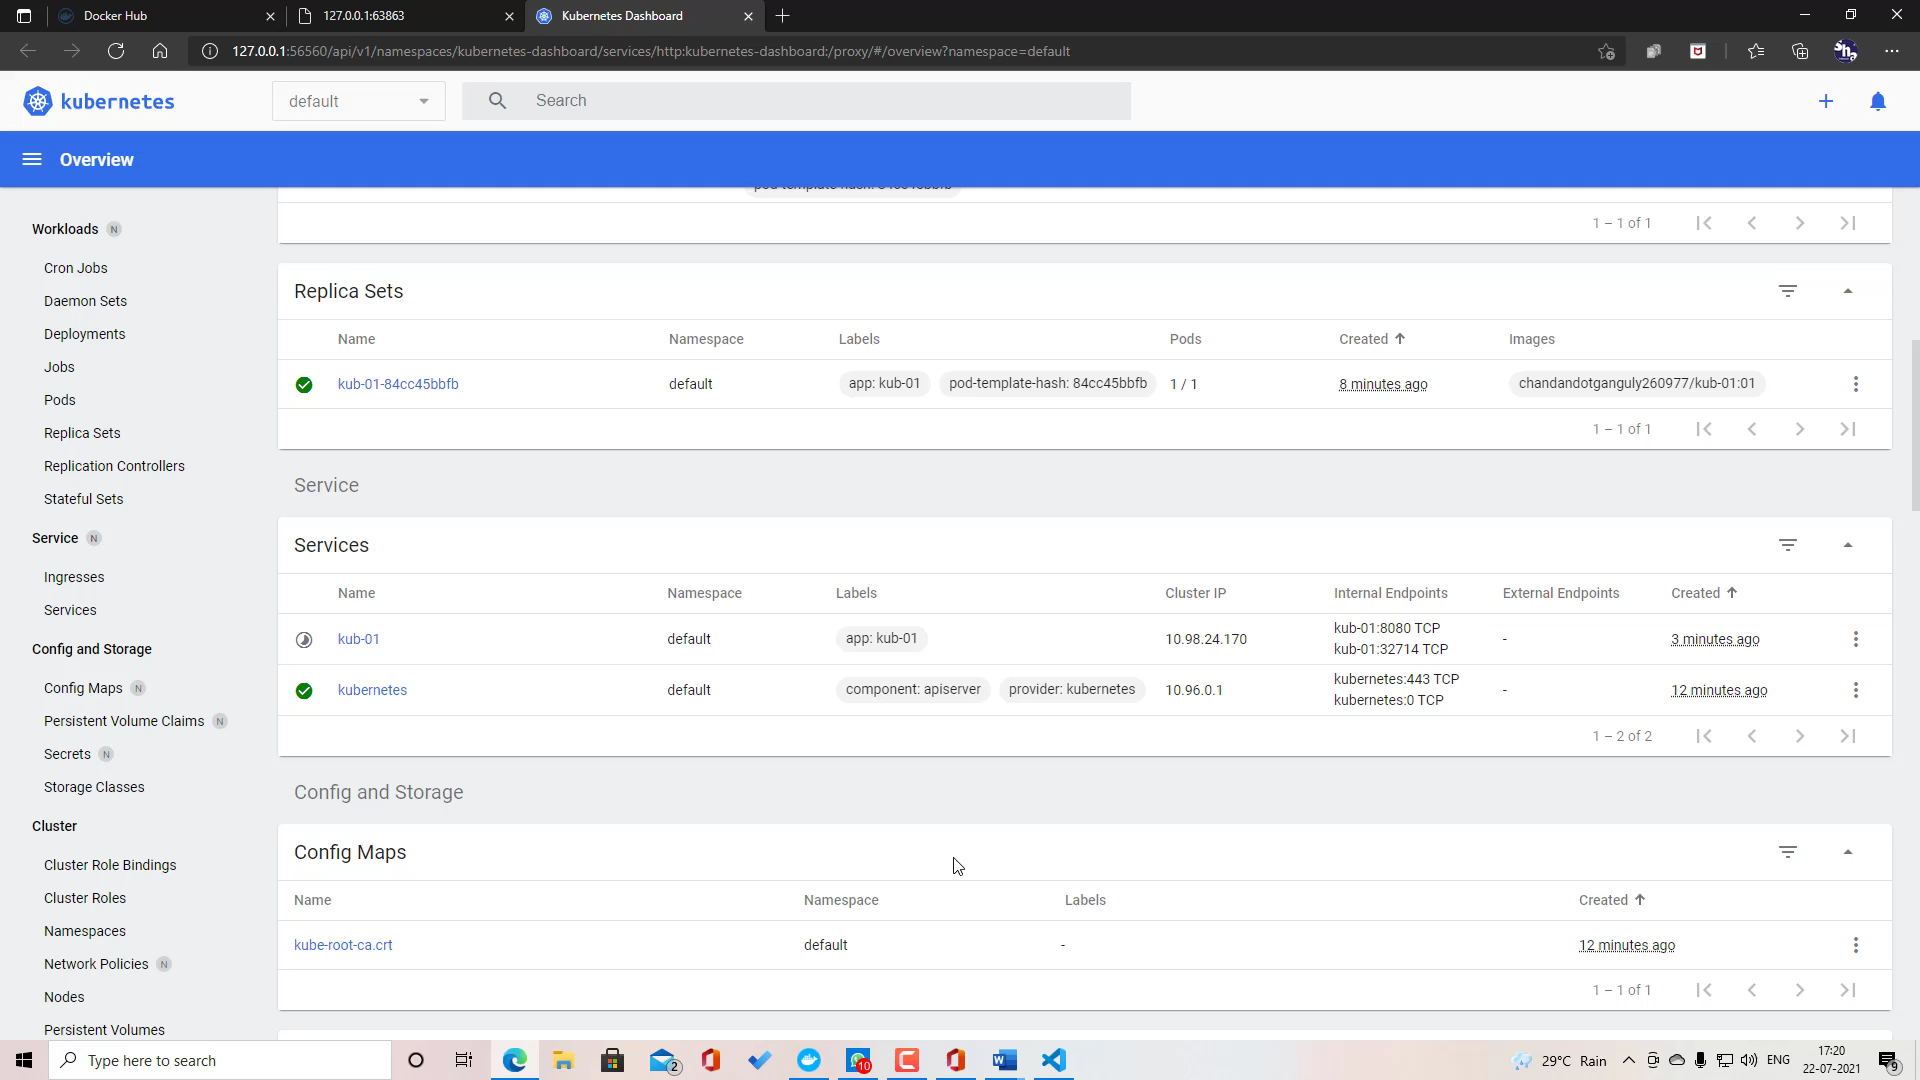 Docker Hub
127.0.0.1:63863
Kubernetes Dashboard
127.0.0.1:56560/api/v1/namespaces/kubernetes-dashboard/services/http:kubernetes-dashboard:/proxy/#/overview?namespace=default
kubernetes
default
Search
Overview
pod-template-hash: 84cc45bbfb
1 – 1 of 1
Workloads N
Cron Jobs
Daemon Sets
Deployments
Jobs
Pods
Replica Sets
Replication Controllers
Stateful Sets
Service N
Ingresses
Services
Config and Storage
Config Maps N
Persistent Volume Claims N
Secrets N
Storage Classes
Cluster
Cluster Role Bindings
Cluster Roles
Namespaces
Network Policies N
Nodes
Persistent Volumes
Replica Sets
Name Namespace Labels Pods Created Images
kub-01-84cc45bbfb default app: kub-01 pod-template-hash: 84cc45bbfb 1 / 1 8 minutes ago chandandotganguly260977/kub-01:01
1 – 1 of 1
Service
Services
Name Namespace Labels Cluster IP Internal Endpoints External Endpoints Created
kub-01 default app: kub-01 10.98.24.170 kub-01:8080 TCP - 3 minutes ago
kub-01:32714 TCP
kubernetes default component: apiserver provider: kubernetes 10.96.0.1 kubernetes:443 TCP - 12 minutes ago
kubernetes:0 TCP
1 – 2 of 2
Config and Storage
Config Maps
Name Namespace Labels Created
kube-root-ca.crt default - 12 minutes ago
1 – 1 of 1
Type here to search
2
10
29°C Rain
ENG
17:20
22-07-2021
9